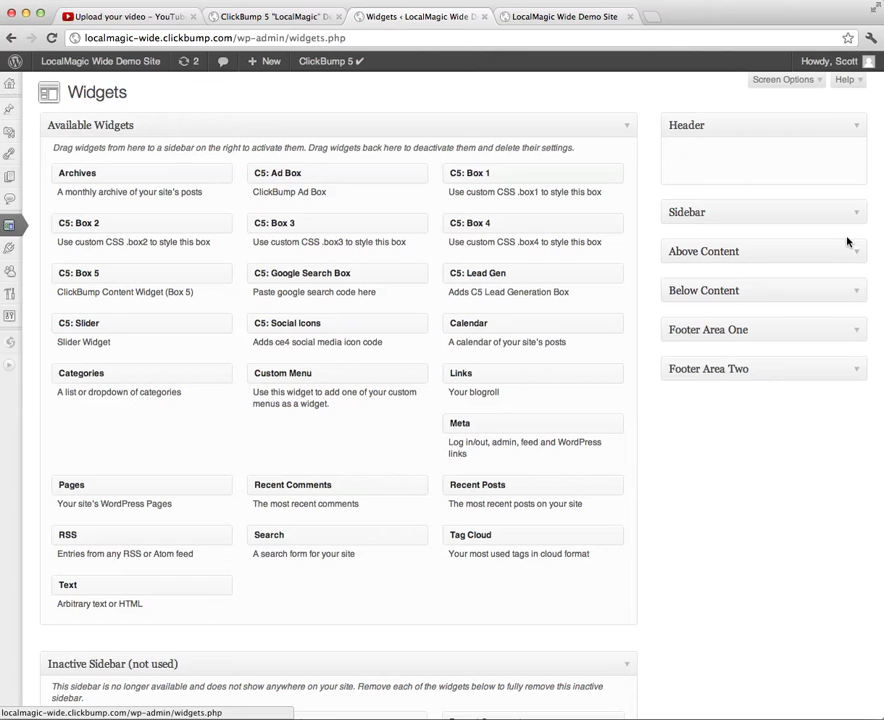 Upload your video – YouTub
ClickBump 5 "LocalMagic" De
Widgets ‹ LocalMagic Wide D
LocalMagic Wide Demo Site
localmagic-wide.clickbump.com/wp-admin/widgets.php
LocalMagic Wide Demo Site 2 + New ClickBump 5 ✔ Howdy, Scott
Screen Options Help
Widgets
Available Widgets
Drag widgets from here to a sidebar on the right to activate them. Drag widgets back here to deactivate them and delete their settings.
Archives C5: Ad Box C5: Box 1
A monthly archive of your site's posts ClickBump Ad Box Use custom CSS .box1 to style this box
C5: Box 2 C5: Box 3 C5: Box 4
Use custom CSS .box2 to style this box Use custom CSS .box3 to style this box Use custom CSS .box4 to style this box
C5: Box 5 C5: Google Search Box C5: Lead Gen
ClickBump Content Widget (Box 5) Paste google search code here Adds C5 Lead Generation Box
C5: Slider C5: Social Icons Calendar
Slider Widget Adds ce4 social media icon code A calendar of your site's posts
Categories Custom Menu Links
A list or dropdown of categories Use this widget to add one of your custom Your blogroll
menus as a widget.
Meta
Log in/out, admin, feed and WordPress
links
Pages Recent Comments Recent Posts
Your site's WordPress Pages The most recent comments The most recent posts on your site
RSS Search Tag Cloud
Entries from any RSS or Atom feed A search form for your site Your most used tags in cloud format
Text
Arbitrary text or HTML
Inactive Sidebar (not used)
This sidebar is no longer available and does not show anywhere on your site. Remove each of the widgets below to fully remove this inactive
sidebar.
Header
Sidebar
Above Content
Below Content
Footer Area One
Footer Area Two
localmagic-wide.clickbump.com/wp-admin/widgets.php